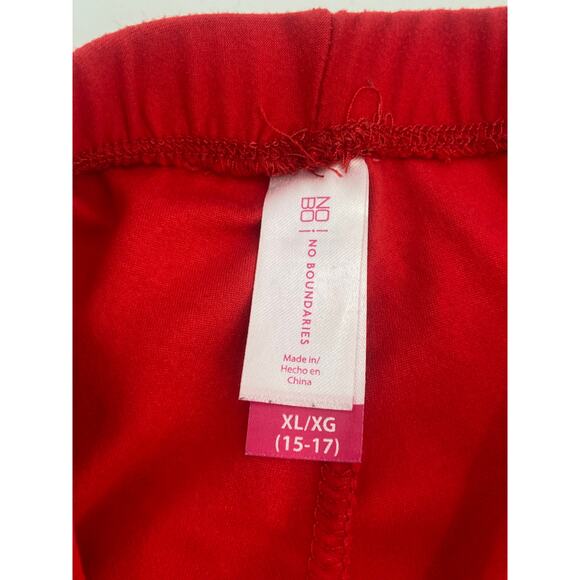 NO
BO
NO BOUNDARIES
Made in/
Hecho en
China
XL/XG
(15-17)